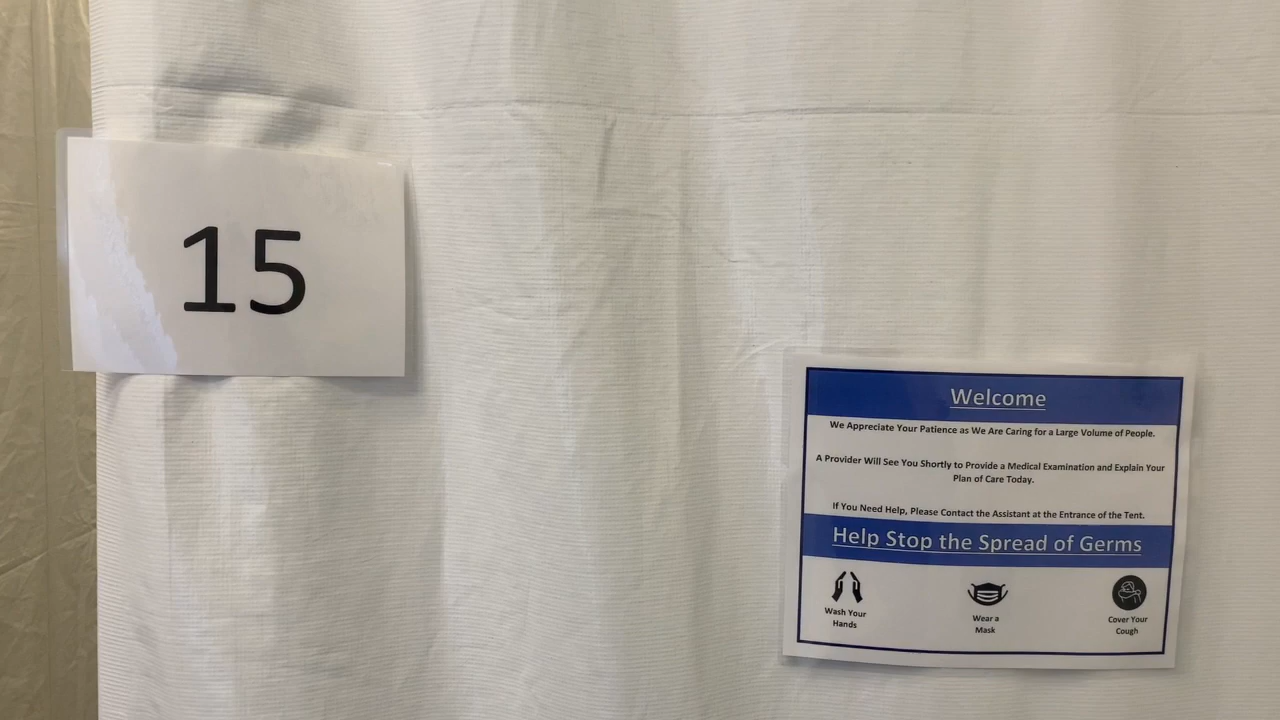 15
Welcome
We Appreciate Your Patience as We Are Caring for a Large Volume of People.
A Provider Will See You Shortly to Provide a Medical Examination and Explain Your
Plan of Care Today.
If You Need Help, Please Contact the Assistant at the Entrance of the Tent.
Help Stop the Spread of Germs
Wash Your
Hands
Wear a
Mask
Cover Your
Cough